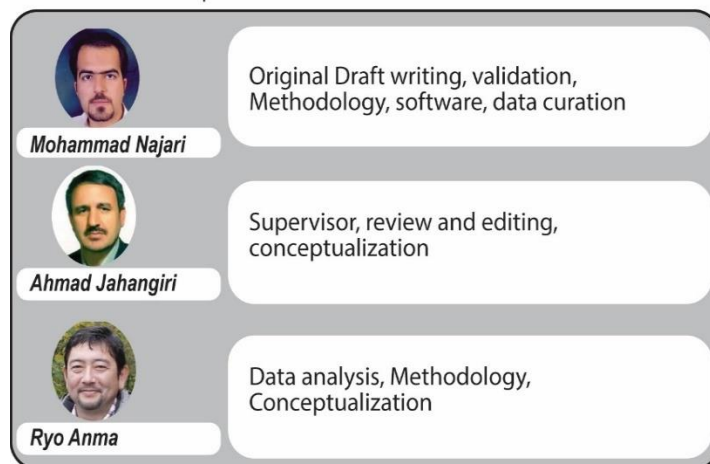 Original Draft writing, validation,
Methodology, software, data curation
Mohammad Najari
Supervisor, review and editing,
conceptualization
Ahmad Jahangiri
Data analysis, Methodology,
Conceptualization
Ryo Anma